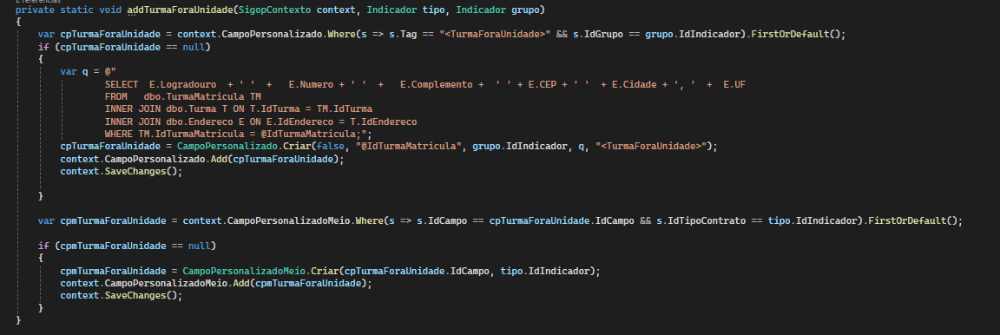 2 referências
private static void addTurmaForaUnidade(SigopContexto context, Indicador tipo, Indicador grupo)
{
var cpTurmaForaUnidade = context.CampoPersonalizado.Where(s => s.Tag == "<TurmaForaUnidade>" && s.IdGrupo == grupo.IdIndicador).FirstOrDefault();
if (cpTurmaForaUnidade == null)
{
var q = @"
SELECT  E.Logradouro  + ' '  +   E.Numero + ' '  +   E.Complemento +  ' ' + E.CEP + ' '  + E.Cidade + ', '  +  E.UF
FROM   dbo.TurmaMatricula TM
INNER JOIN dbo.Turma T ON T.IdTurma = TM.IdTurma
INNER JOIN dbo.Endereco E ON E.IdEndereco = T.IdEndereco
WHERE TM.IdTurmaMatricula = @IdTurmaMatricula;";
cpTurmaForaUnidade = CampoPersonalizado.Criar(false, "@IdTurmaMatricula", grupo.IdIndicador, q, "<TurmaForaUnidade>");
context.CampoPersonalizado.Add(cpTurmaForaUnidade);
context.SaveChanges();
}
var cpmTurmaForaUnidade = context.CampoPersonalizadoMeio.Where(s => s.IdCampo == cpTurmaForaUnidade.IdCampo && s.IdTipoContrato == tipo.IdIndicador).FirstOrDefault();
if (cpmTurmaForaUnidade == null)
{
cpmTurmaForaUnidade = CampoPersonalizadoMeio.Criar(cpTurmaForaUnidade.IdCampo, tipo.IdIndicador);
context.CampoPersonalizadoMeio.Add(cpmTurmaForaUnidade);
context.SaveChanges();
}
}